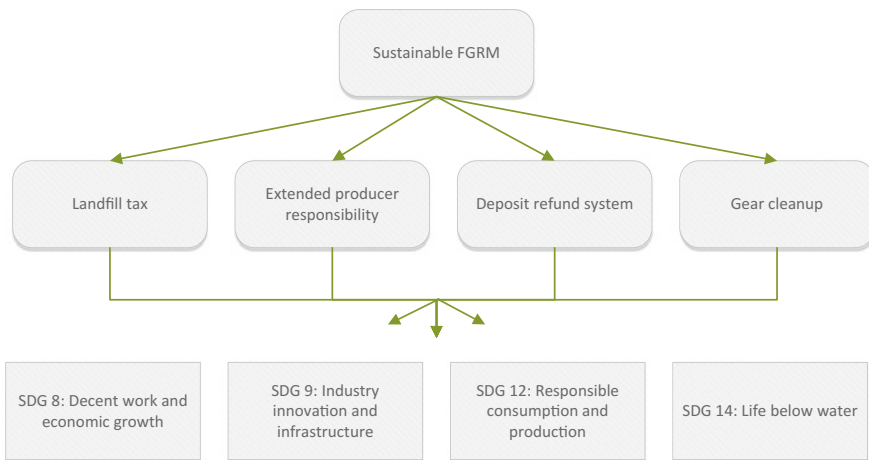 Sustainable FGRM
Landfill tax
Extended producer
responsibility
Deposit refund system
Gear cleanup
SDG 8: Decent work and
economic growth
SDG 9: Industry
innovation and
infrastructure
SDG 12: Responsible
consumption and
production
SDG 14: Life below water